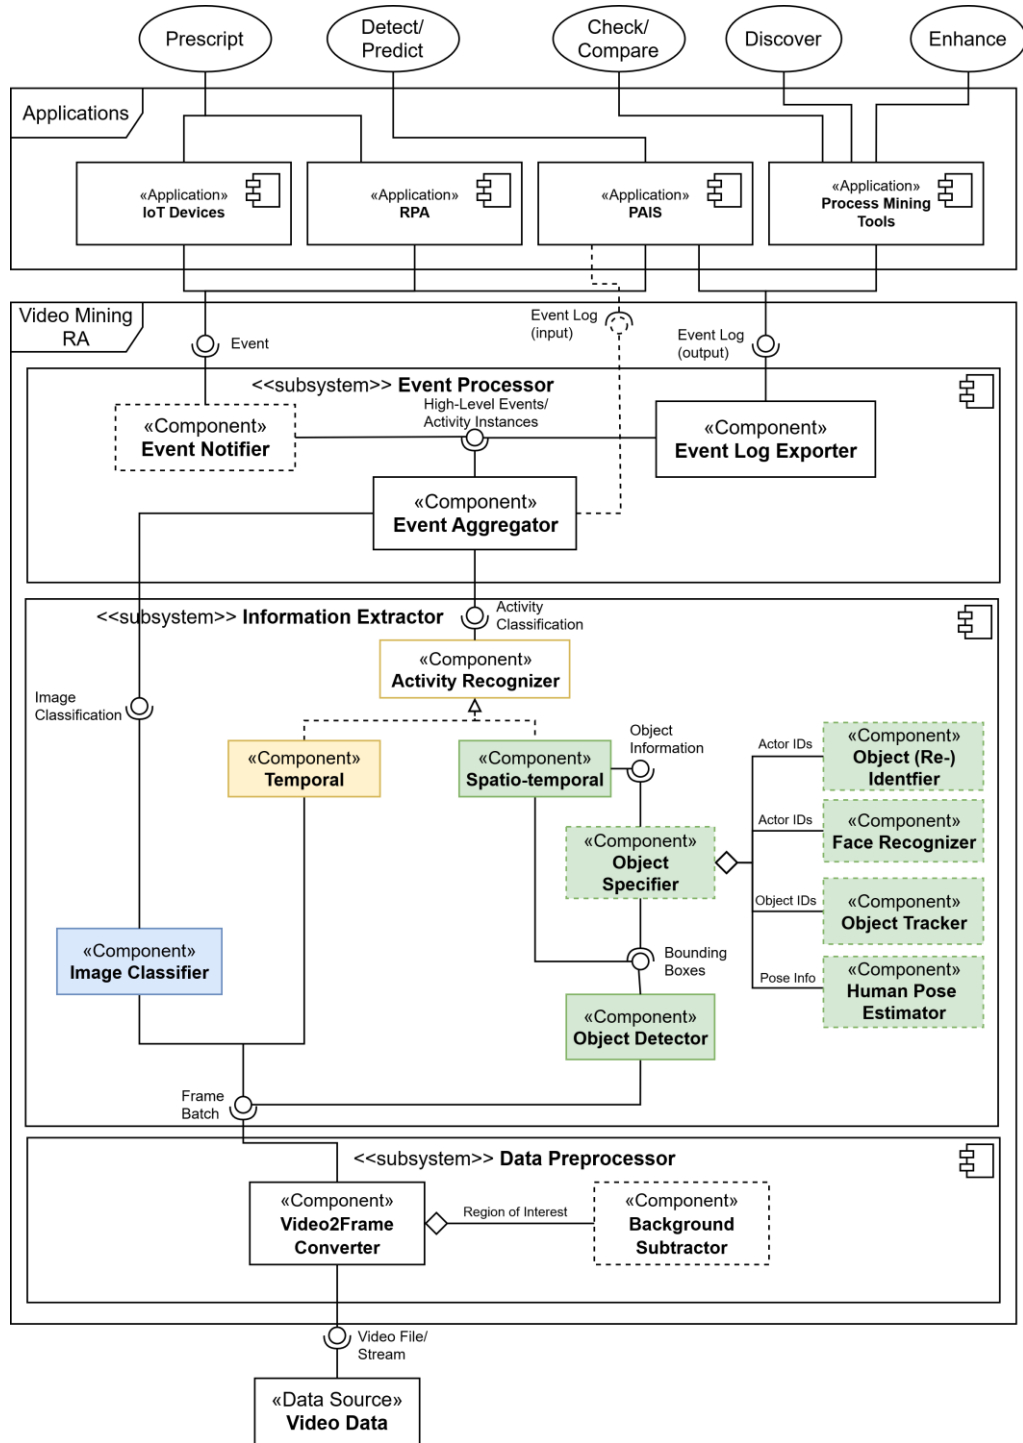 Prescript
Detect/
Predict
Check/
Compare
Discover
Enhance
Applications
«Application»
IoT Devices
«Application»
RPA
«Application»
PAIS
«Application»
Process Mining
Tools
Video Mining
RA
Event
Event Log
(input)
Event Log
(output)
<<subsystem>> Event Processor
High-Level Events/
Activity Instances
«Component»
Event Notifier
«Component»
Event Log Exporter
«Component»
Event Aggregator
<<subsystem>> Information Extractor
Activity
Classification
«Component»
Activity Recognizer
Image
Classification
«Component»
Temporal
«Component»
Spatio-temporal
Object
Information
Actor IDs
«Component»
Object (Re-)
Identfier
«Component»
Object
Specifier
Actor IDs
«Component»
Face Recognizer
Object IDs
«Component»
Object Tracker
«Component»
Image Classifier
Bounding
Boxes
Pose Info
«Component»
Human Pose
Estimator
«Component»
Object Detector
Frame
Batch
<<subsystem>> Data Preprocessor
«Component»
Video2Frame
Converter
Region of Interest
«Component»
Background
Subtractor
Video File/
Stream
«Data Source»
Video Data